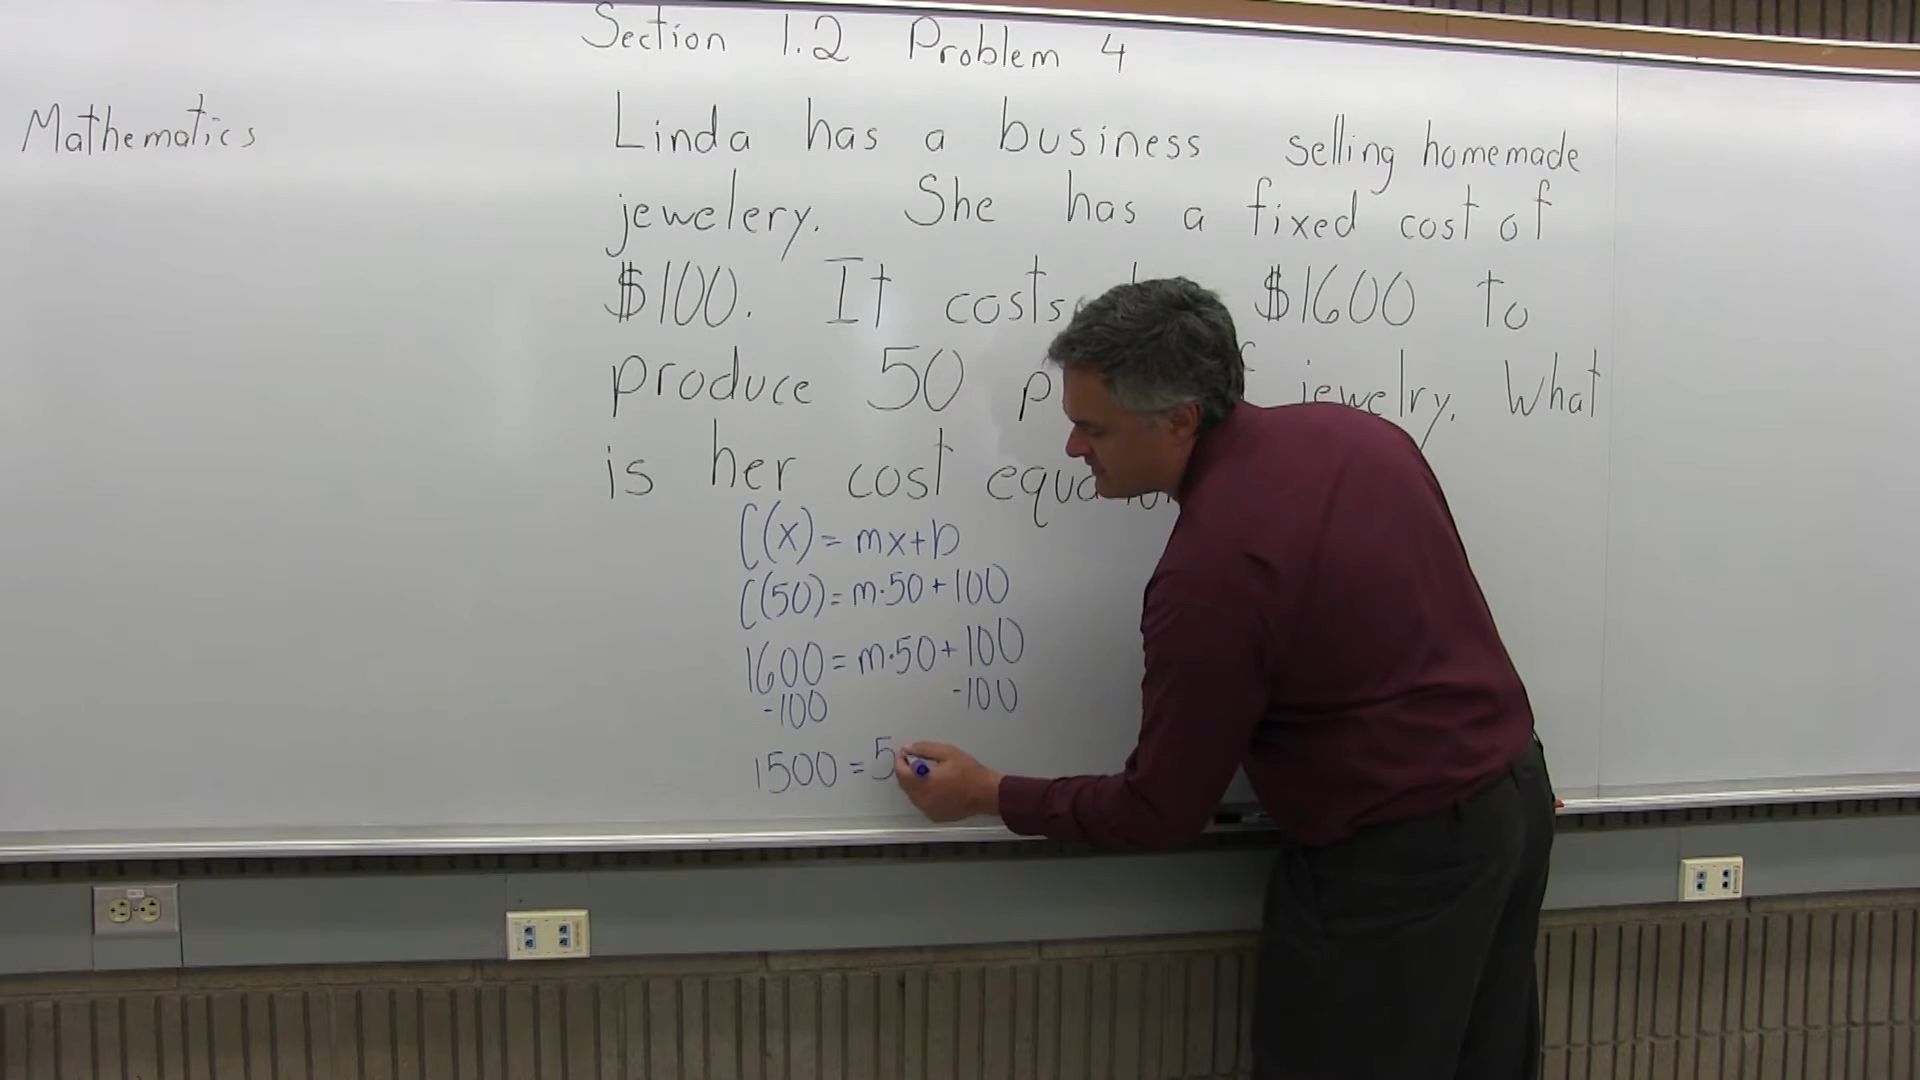 Section 1.2 Problem 4
Mathematics
Linda has a business selling homemade
jewelery. She has a fixed cost of
$100. It costs $1600 to
produce 50 jewelry. What
is her cost
C(x) = mx+b
C(50) = m·50 + 100
1600 = m·50 + 100
-100 -100
1500 = 5